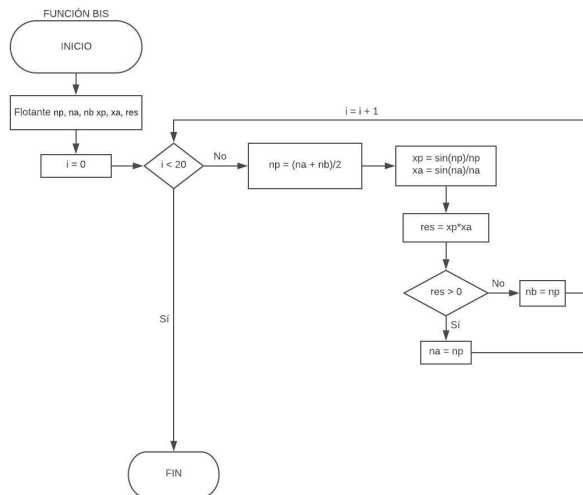 FUNCIÓN BIS
INICIO
Flotante np, na, nb xp, xa, res
i = i + 1
i = 0
i < 20
No
np = (na + nb)/2
xp = sin(np)/np
xa = sin(na)/na
res = xp*xa
res > 0
No
nb = np
Sí
Sí
na = np
FIN